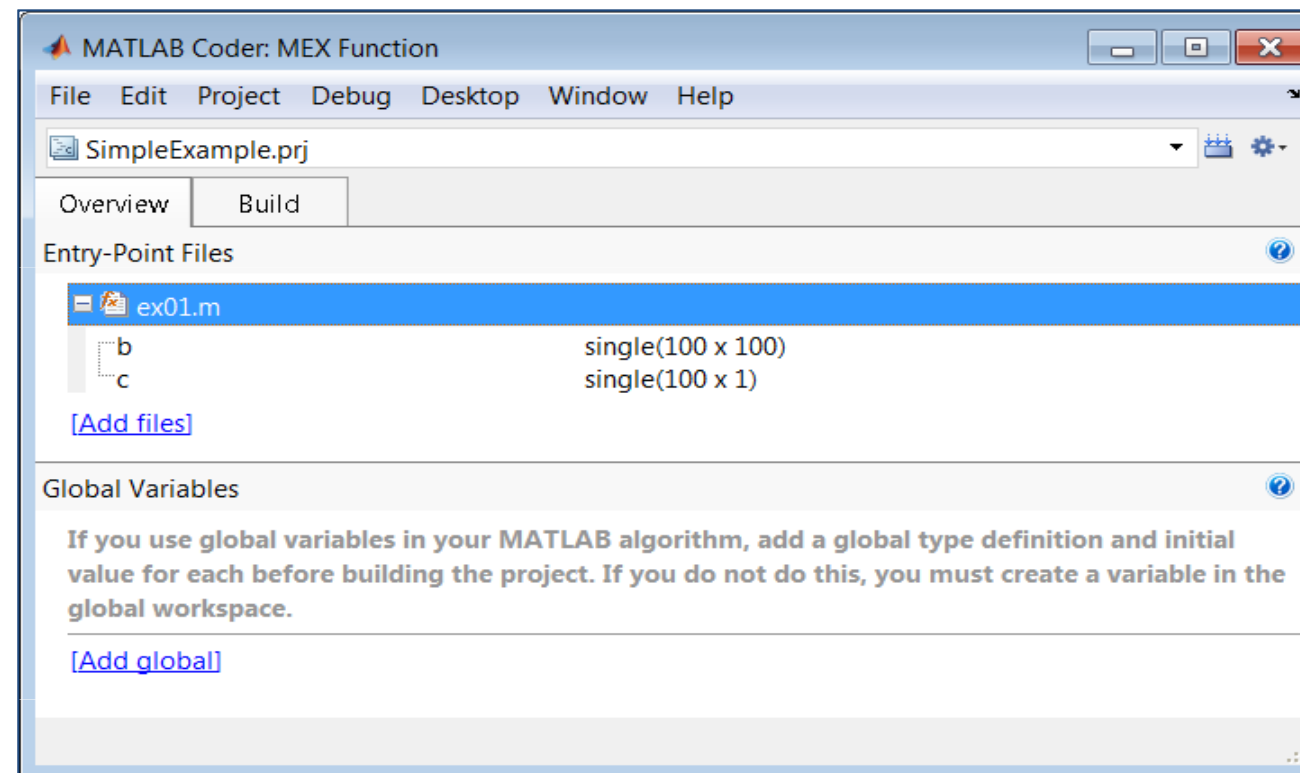 MATLAB Coder: MEX Function
File Edit Project Debug Desktop Window Help
SimpleExample.prj
Overview Build
Entry-Point Files
ex01.m
b single(100 x 100)
c single(100 x 1)
[Add files]
Global Variables
If you use global variables in your MATLAB algorithm, add a global type definition and initial
value for each before building the project. If you do not do this, you must create a variable in the
global workspace.
[Add global]